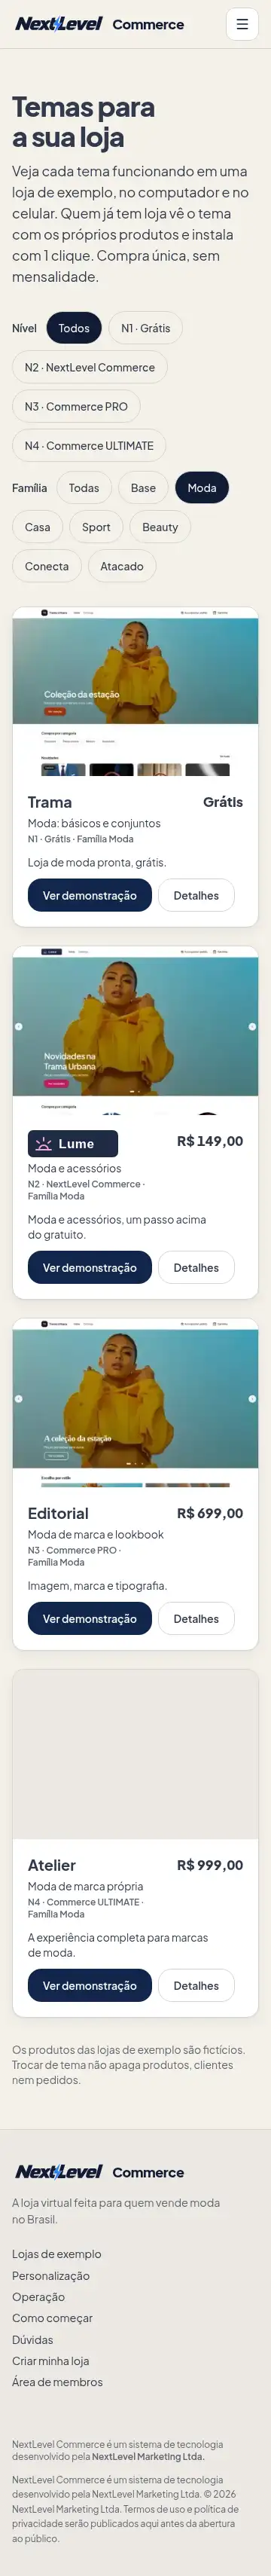 NextLevel Commerce
Temas para
a sua loja
Veja cada tema funcionando em uma
loja de exemplo, no computador e no
celular. Quem já tem loja vê o tema
com os próprios produtos e instala
com 1 clique. Compra única, sem
mensalidade.
Nível Todos N1 · Grátis
N2 · NextLevel Commerce
N3 · Commerce PRO
N4 · Commerce ULTIMATE
Família Todas Base Moda
Casa Sport Beauty
Conecta Atacado
Coleção da estação
Trama Grátis
Moda: básicos e conjuntos
N1 · Grátis · Família Moda
Loja de moda pronta, grátis.
Ver demonstração Detalhes
Novidades na
Trama Urbana
Lume R$ 149,00
Moda e acessórios
N2 · NextLevel Commerce ·
Família Moda
Moda e acessórios, um passo acima
do gratuito.
Ver demonstração Detalhes
A coleção da estação
Editorial R$ 699,00
Moda de marca e lookbook
N3 · Commerce PRO ·
Família Moda
Imagem, marca e tipografia.
Ver demonstração Detalhes
Atelier R$ 999,00
Moda de marca própria
N4 · Commerce ULTIMATE ·
Família Moda
A experiência completa para marcas
de moda.
Ver demonstração Detalhes
Os produtos das lojas de exemplo são fictícios.
Trocar de tema não apaga produtos, clientes
nem pedidos.
NextLevel Commerce
A loja virtual feita para quem vende moda
no Brasil.
Lojas de exemplo
Personalização
Operação
Como começar
Dúvidas
Criar minha loja
Área de membros
NextLevel Commerce é um sistema de tecnologia
desenvolvido pela NextLevel Marketing Ltda.
NextLevel Commerce é um sistema de tecnologia
desenvolvido pela NextLevel Marketing Ltda. © 2026
NextLevel Marketing Ltda. Termos de uso e política de
privacidade serão publicados aqui antes da abertura
ao público.